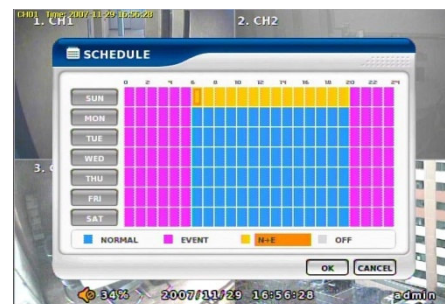 CH01 Time: 2007/11/29 16:56:28
1. CH1
2. CH2
SCHEDULE
0 2 4 6 8 10 12 14 16 18 20 22 24
SUN
MON
TUE
WED
THU
FRI
SAT
3.
NORMAL EVENT N+E OFF
OK CANCEL
34% 2007/11/29 16:56:28 admin